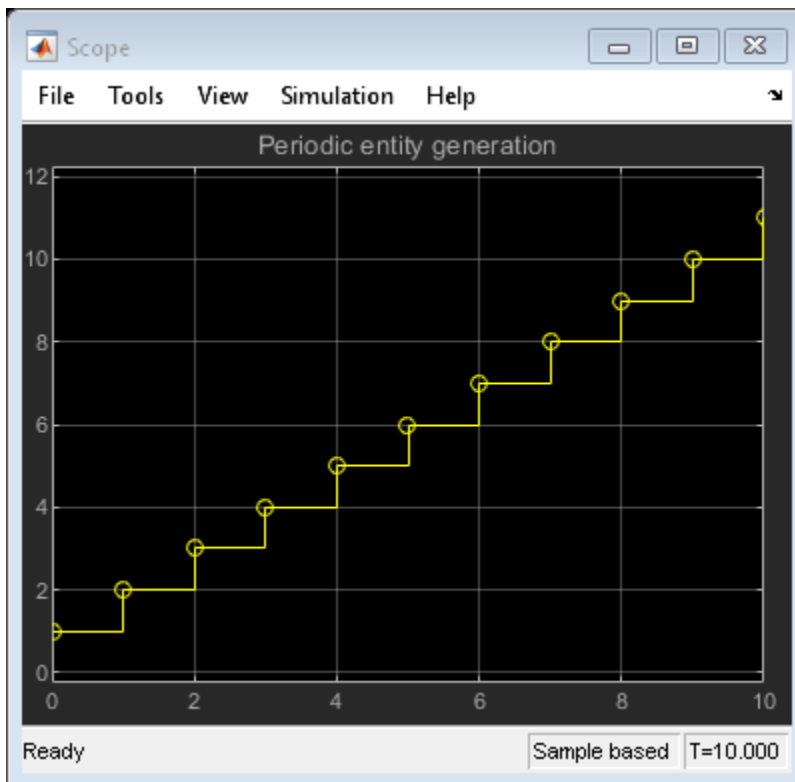 Scope
File Tools View Simulation Help
Periodic entity generation
12
10
8
6
4
2
0
0 2 4 6 8 10
Ready Sample based T=10.000